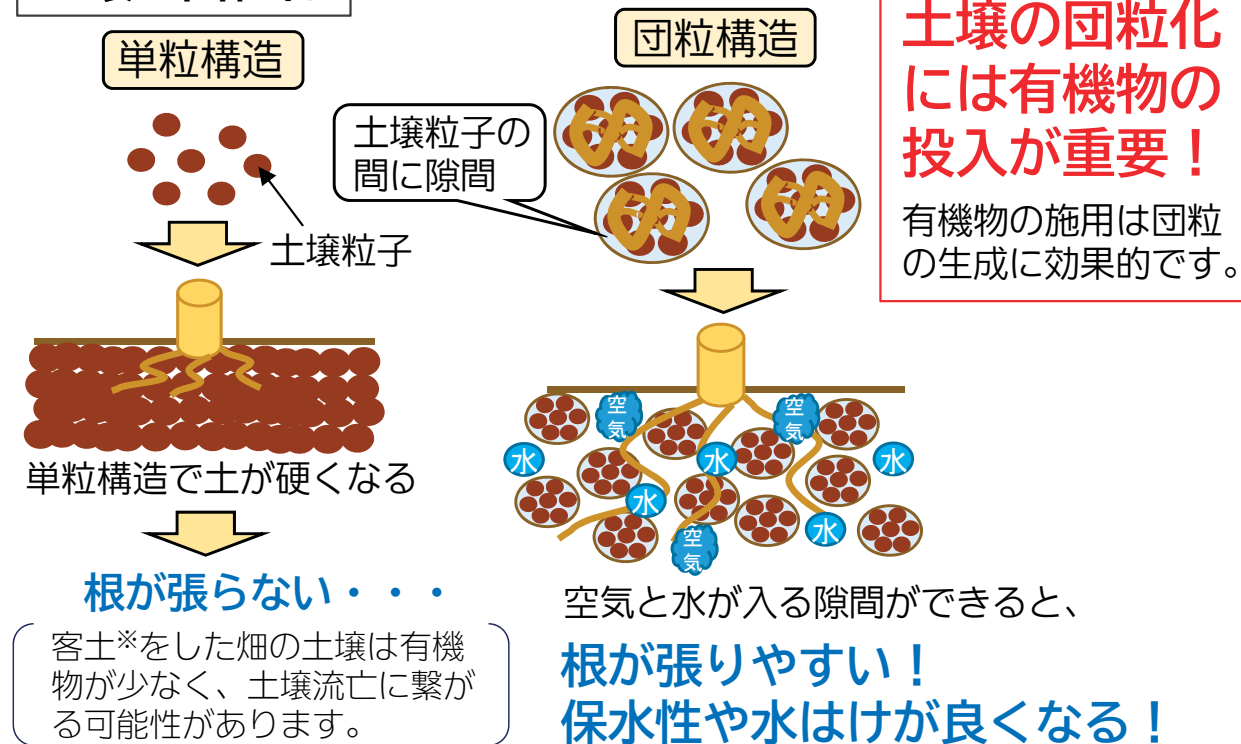 単粒構造
土壌粒子
単粒構造で土が硬くなる
根が張らない・・・
客土※をした畑の土壌は有機
物が少なく、土壌流亡に繋が
る可能性があります。
団粒構造
土壌粒子の
間に隙間
空気
空気
水
水
水
水
水
空気
空気と水が入る隙間ができると、
根が張りやすい！
保水性や水はけが良くなる！
土壌の団粒化
には有機物の
投入が重要！
有機物の施用は団粒
の生成に効果的です。